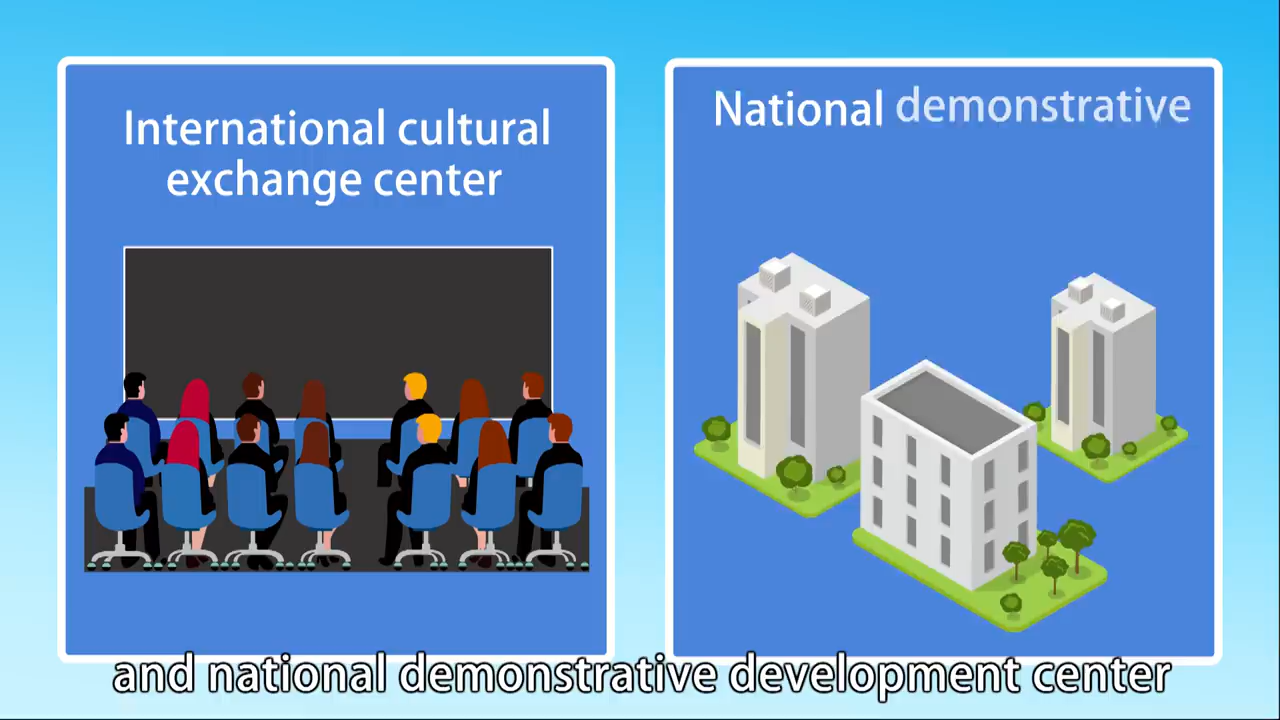 International cultural
exchange center
National demonstrative
and national demonstrative development center